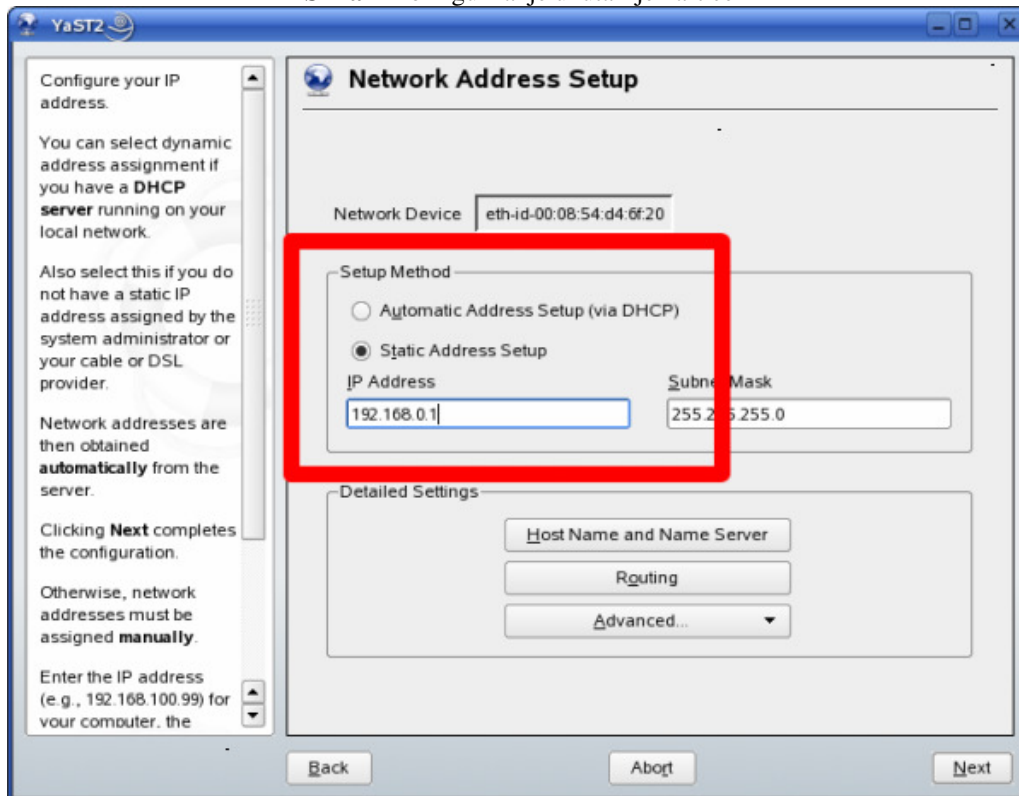 YaST2
Configure your IP
address.
You can select dynamic
address assignment if
you have a DHCP
server running on your
local network.
Also select this if you do
not have a static IP
address assigned by the
system administrator or
your cable or DSL
provider.
Network addresses are
then obtained
automatically from the
server.
Clicking Next completes
the configuration.
Otherwise, network
addresses must be
assigned manually.
Enter the IP address
(e.g., 192.168.100.99) for
your computer, the
Network Address Setup
Network Device eth-id-00:08:54:d4:6f:20
Setup Method
Automatic Address Setup (via DHCP)
Static Address Setup
IP Address Subnet Mask
192.168.0.1 255.255.255.0
Detailed Settings
Host Name and Name Server
Routing
Advanced...
Back Abort Next